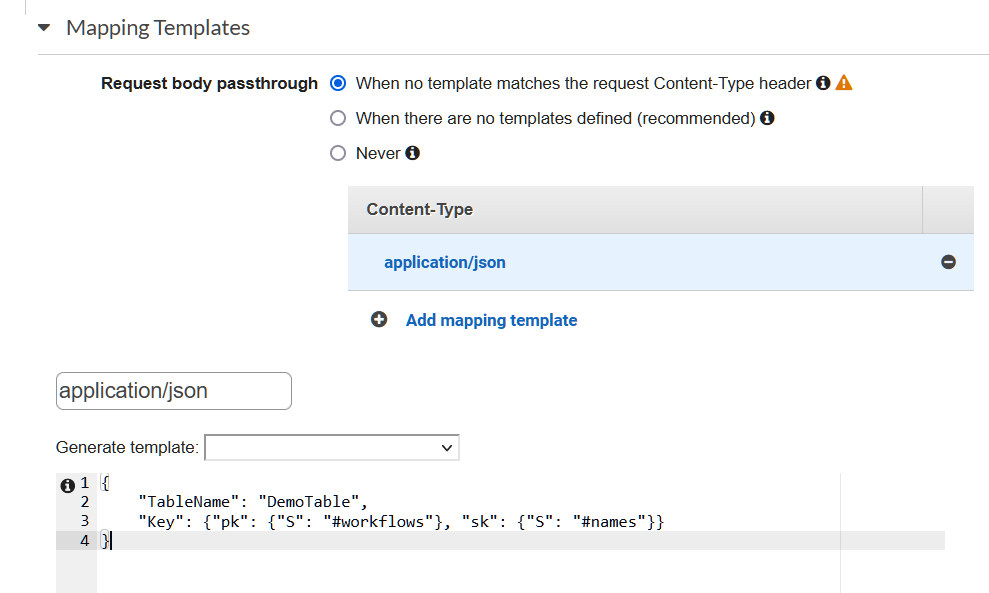 Mapping Templates
Request body passthrough When no template matches the request Content-Type header
When there are no templates defined (recommended)
Never
Content-Type
application/json
Add mapping template
application/json
Generate template:
1 {
2 "TableName": "DemoTable",
3 "Key": {"pk": {"S": "#workflows"}, "sk": {"S": "#names"}}
4 }